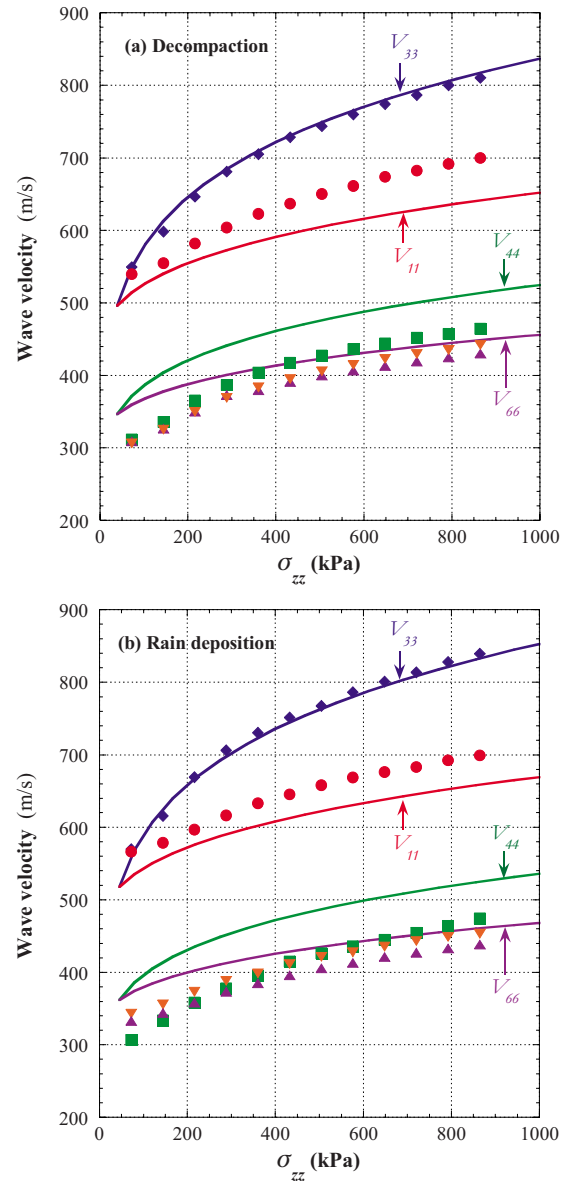 900
(a) Decompaction
V33
800
700
V11
600
V44
500
400
V66
300
200
Wave velocity (m/s)
0 200 400 600 800 1000
σzz (kPa)
900
(b) Rain deposition
V33
800
700
V11
600
V44
500
400
V66
300
200
Wave velocity (m/s)
0 200 400 600 800 1000
σzz (kPa)